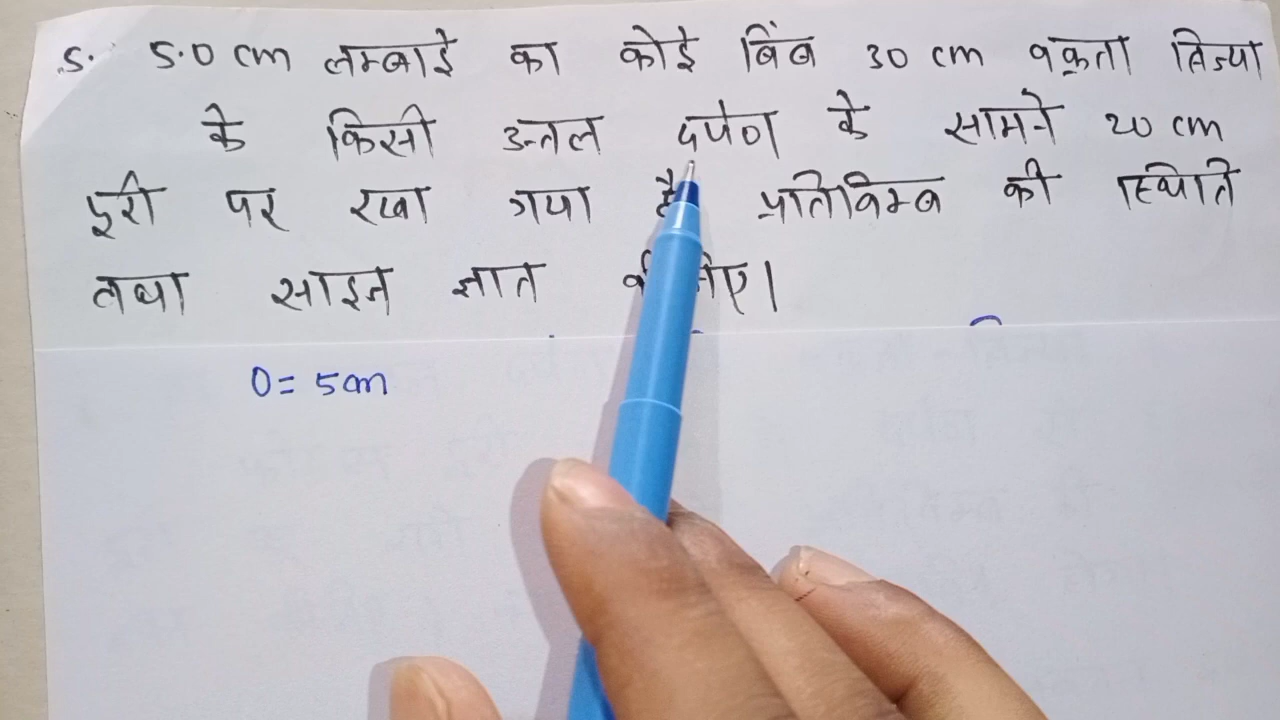 5. 5.0 cm लम्बाई का कोई बिंब 30 cm वक्रता त्रिज्या
के किसी उत्तल दर्पण के सामने 20 cm
दूरी पर रखा गया है प्रतिबिम्ब की स्थिति
तथा साइज ज्ञात
O = 5cm